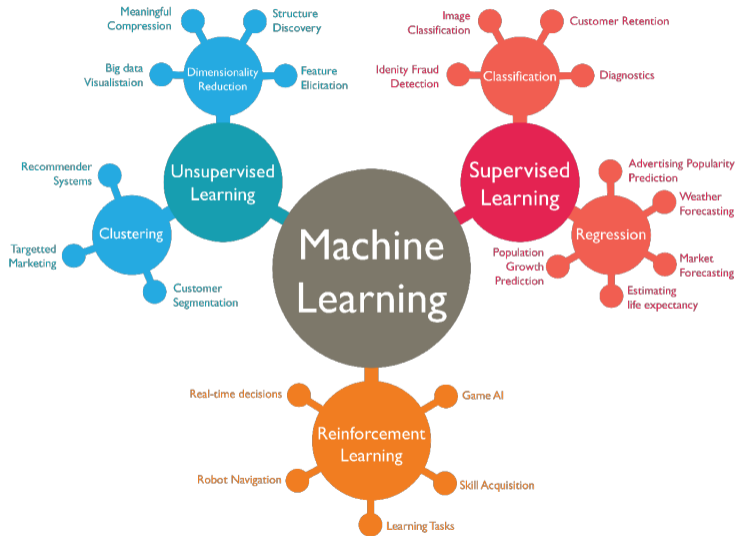 Machine
Learning
Unsupervised
Learning
Dimensionality
Reduction
Meaningful
Compression
Structure
Discovery
Big data
Visualistaion
Feature
Elicitation
Clustering
Recommender
Systems
Targetted
Marketing
Customer
Segmentation
Supervised
Learning
Classification
Image
Classification
Customer Retention
Idenity Fraud
Detection
Diagnostics
Regression
Advertising Popularity
Prediction
Weather
Forecasting
Population
Growth
Prediction
Market
Forecasting
Estimating
life expectancy
Reinforcement
Learning
Real-time decisions
Game AI
Robot Navigation
Skill Acquisition
Learning Tasks